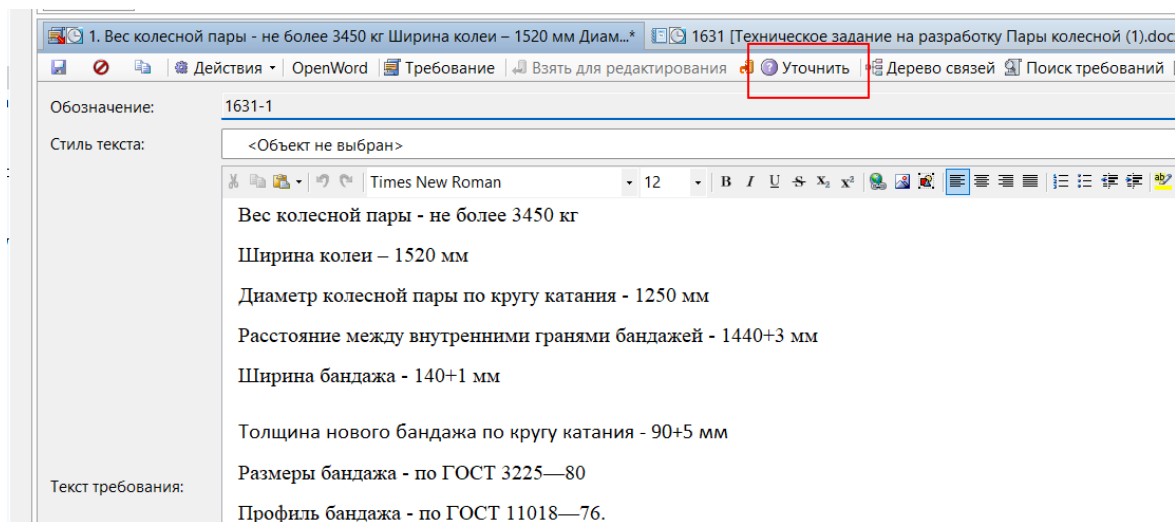 1. Вес колесной пары - не более 3450 кг Ширина колеи – 1520 мм Диам...* 1631 [Техническое задание на разработку Пары колесной (1).doc
Действия OpenWord Требование Взять для редактирования Уточнить Дерево связей Поиск требований
Обозначение: 1631-1
Стиль текста: <Объект не выбран>
Times New Roman 12 B I U S X₂ x² ab
Вес колесной пары - не более 3450 кг
Ширина колеи – 1520 мм
Диаметр колесной пары по кругу катания - 1250 мм
Расстояние между внутренними гранями бандажей - 1440+3 мм
Ширина бандажа - 140+1 мм
Толщина нового бандажа по кругу катания - 90+5 мм
Размеры бандажа - по ГОСТ 3225—80
Текст требования:
Профиль бандажа - по ГОСТ 11018—76.